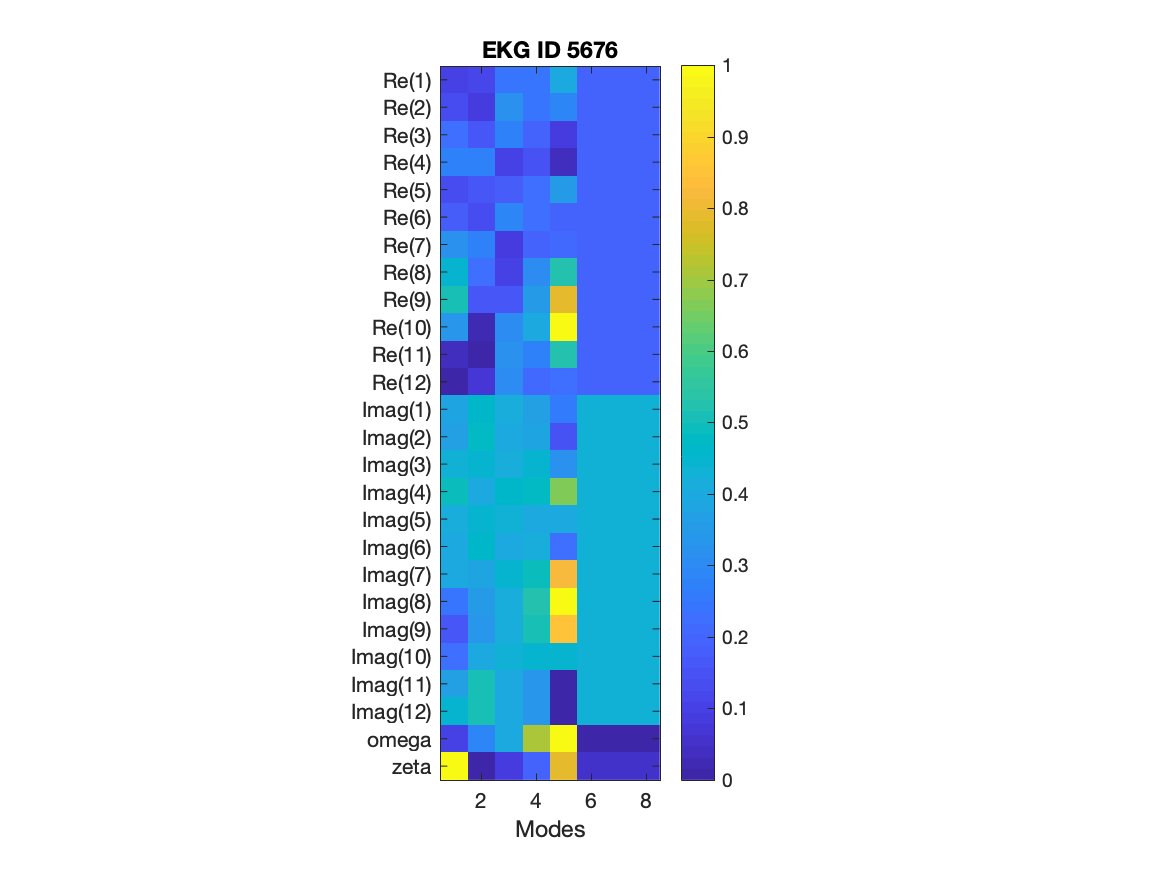 EKG ID 5676
Re(1)
Re(2)
Re(3)
Re(4)
Re(5)
Re(6)
Re(7)
Re(8)
Re(9)
Re(10)
Re(11)
Re(12)
Imag(1)
Imag(2)
Imag(3)
Imag(4)
Imag(5)
Imag(6)
Imag(7)
Imag(8)
Imag(9)
Imag(10)
Imag(11)
Imag(12)
omega
zeta
2 4 6 8
Modes
1
0.9
0.8
0.7
0.6
0.5
0.4
0.3
0.2
0.1
0